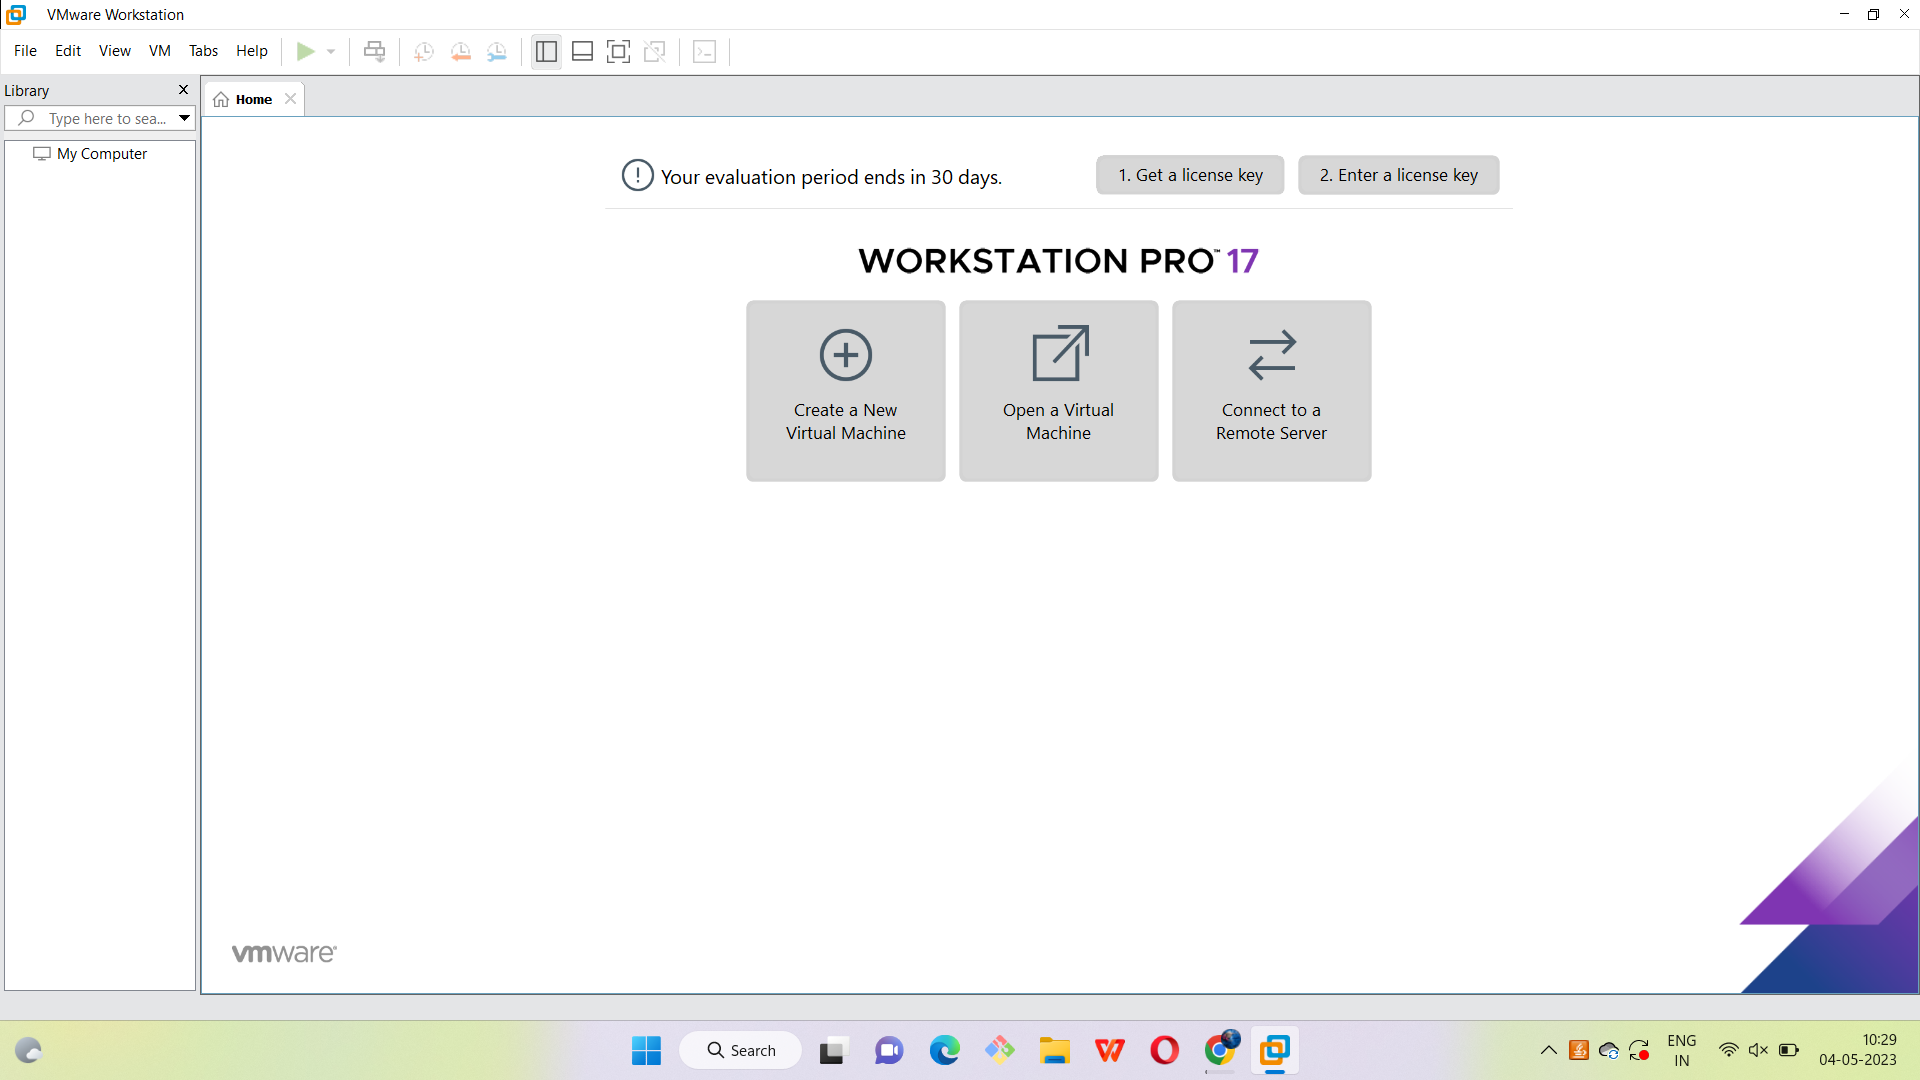 VMware Workstation
File Edit View VM Tabs Help
Library
Type here to sea...
My Computer
Home
Your evaluation period ends in 30 days.
1. Get a license key
2. Enter a license key
WORKSTATION PRO™ 17
Create a New
Virtual Machine
Open a Virtual
Machine
Connect to a
Remote Server
vmware®
Search
ENG
IN
10:29
04-05-2023